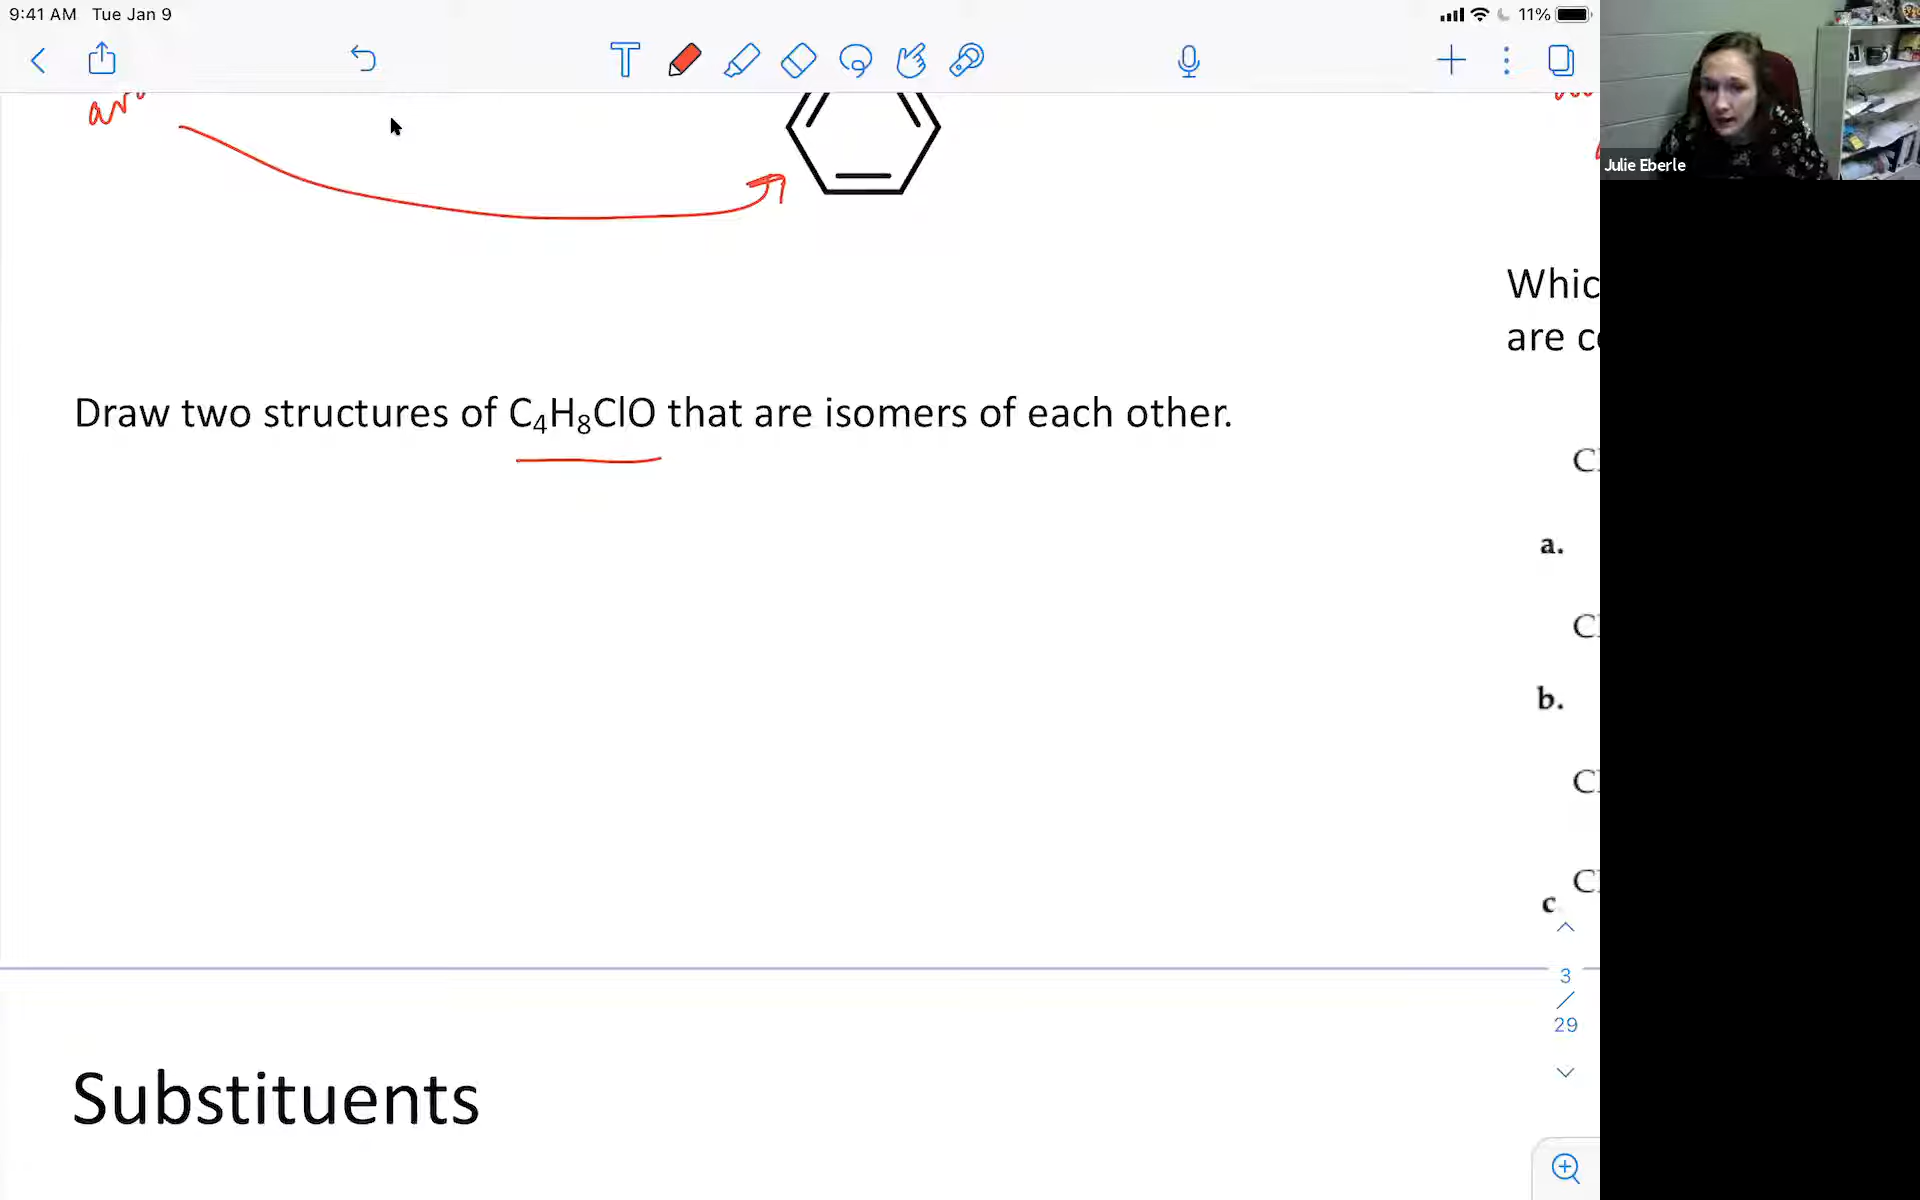 9:41 AM Tue Jan 9
11%
Julie Eberle
Whic
are c
Draw two structures of C₄H₈ClO that are isomers of each other.
C
a.
C
b.
C
C
c
3
/
29
Substituents